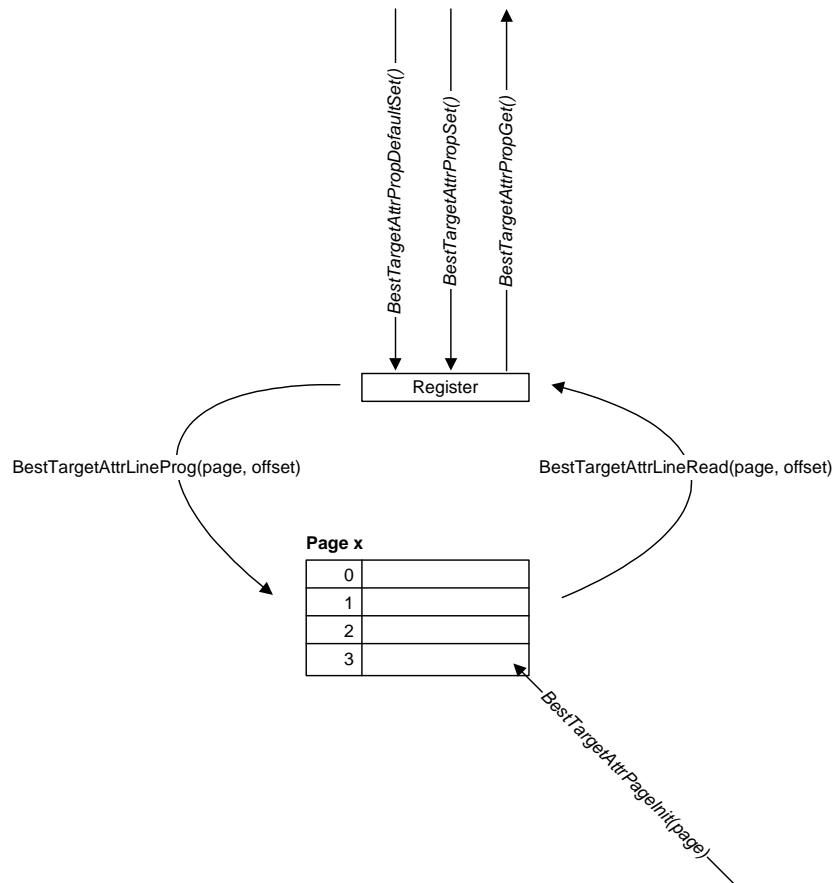 BestTargetAttrPropDefaultSet()
BestTargetAttrPropSet()
BestTargetAttrPropGet()
Register
BestTargetAttrLineProg(page, offset)
BestTargetAttrLineRead(page, offset)
Page x
0
1
2
3
BestTargetAttrPageInit(page)